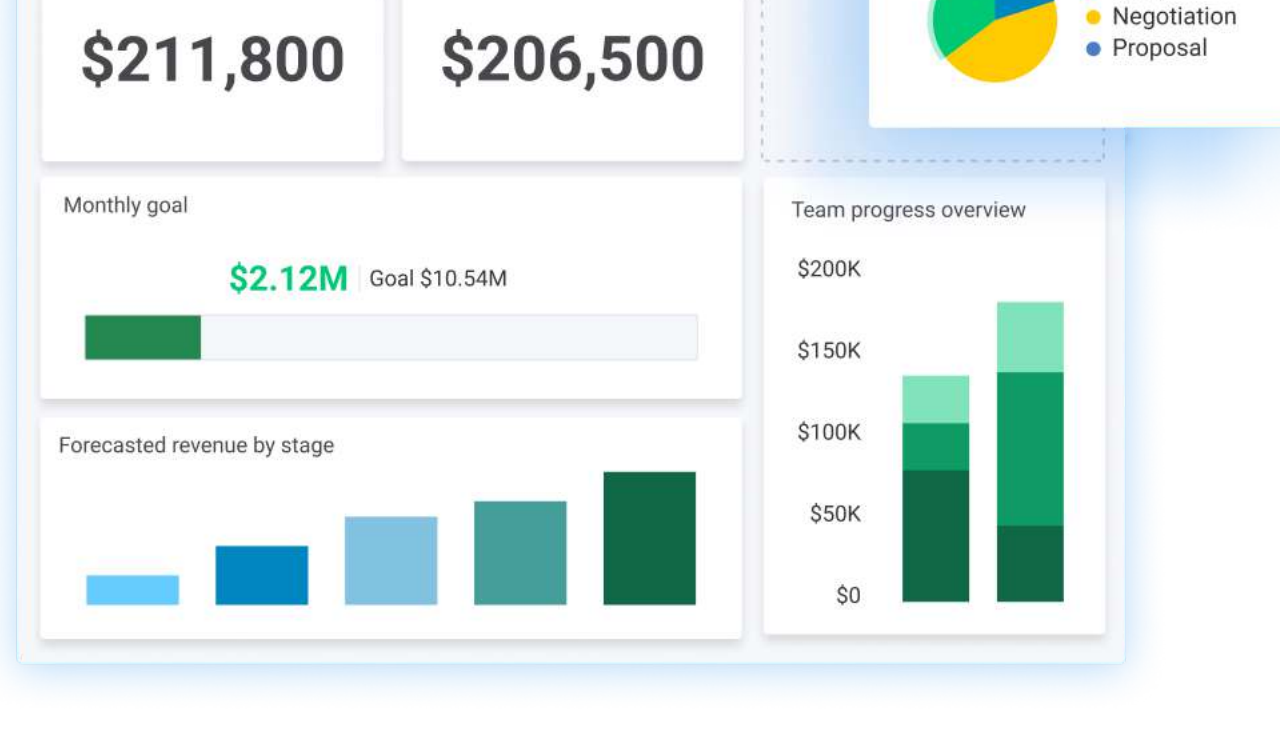 $211,800
$206,500
Negotiation
Proposal
Monthly goal
$2.12M Goal $10.54M
Forecasted revenue by stage
Team progress overview
$200K
$150K
$100K
$50K
$0